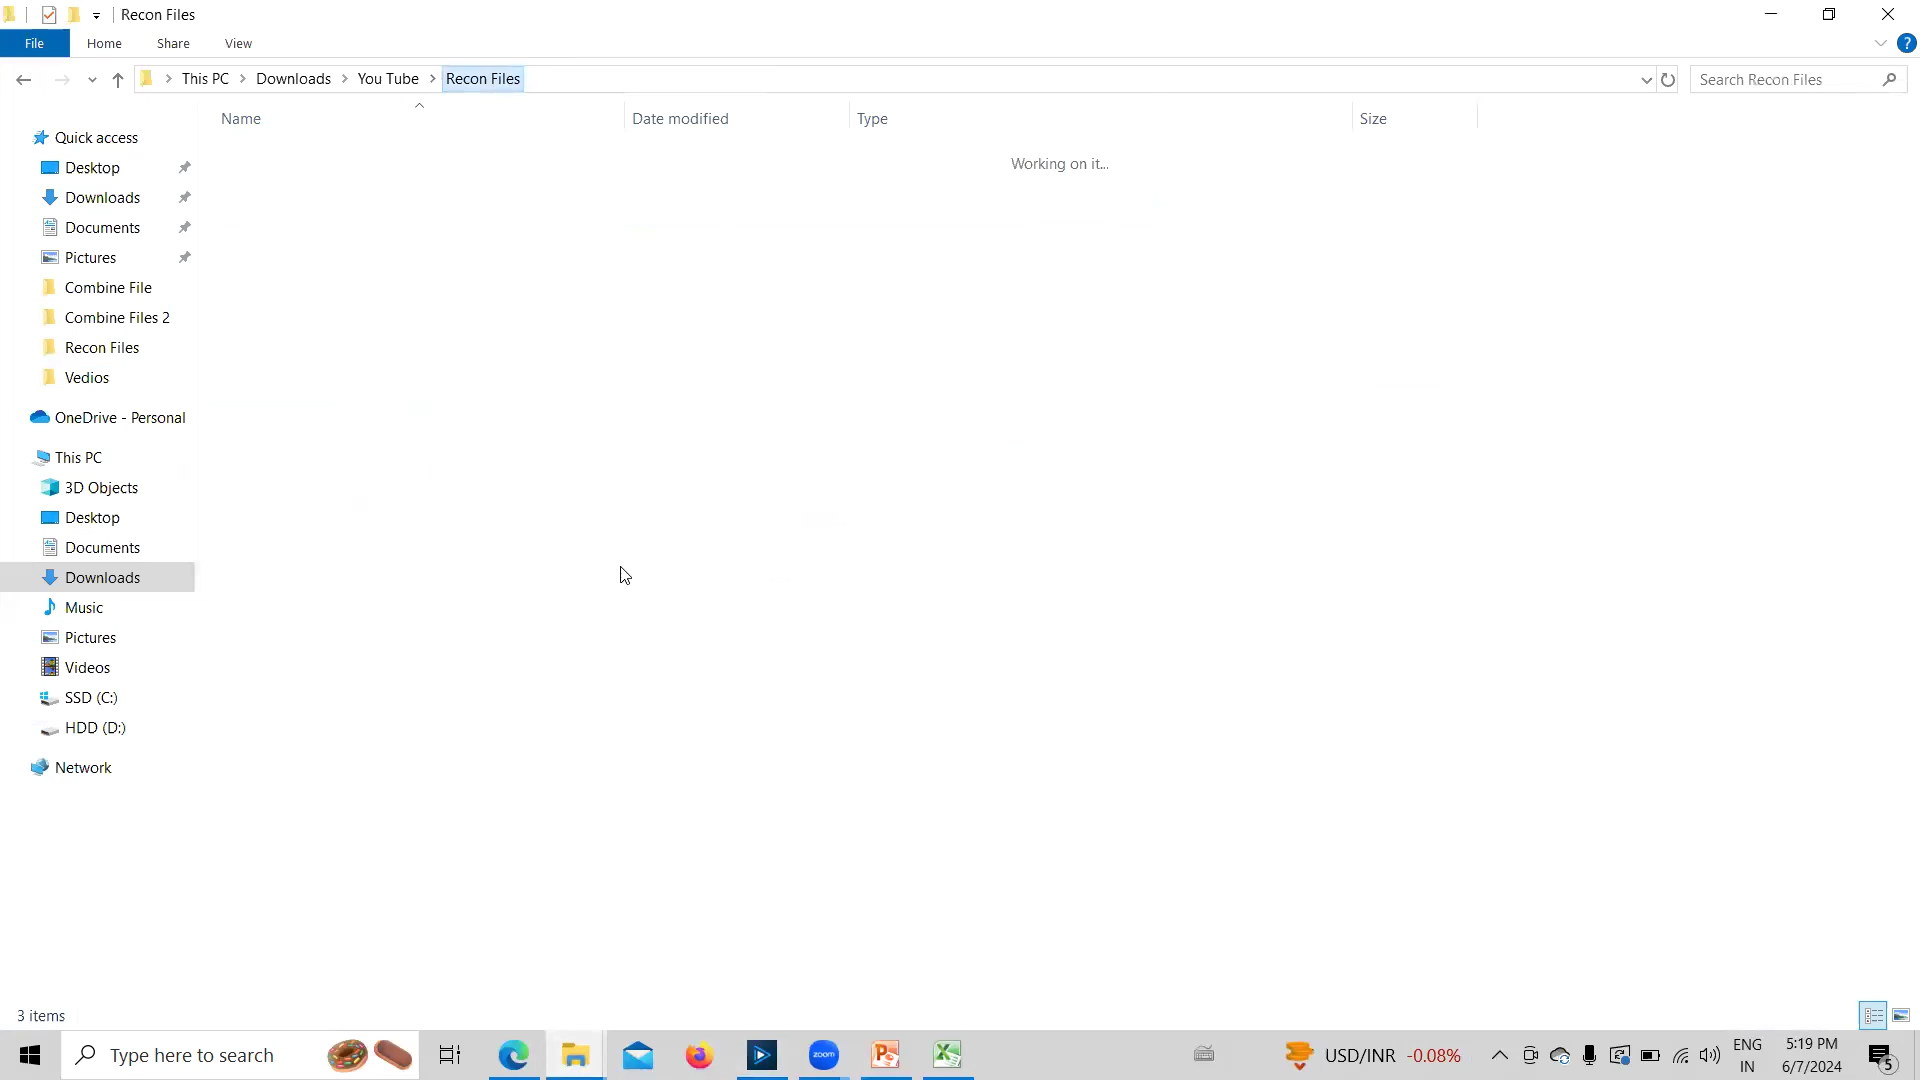 Recon Files
File Home Share View
This PC Downloads You Tube Recon Files
Search Recon Files
Name Date modified Type Size
Working on it...
Quick access
Desktop
Downloads
Documents
Pictures
Combine File
Combine Files 2
Recon Files
Vedios
OneDrive - Personal
This PC
3D Objects
Desktop
Documents
Downloads
Music
Pictures
Videos
SSD (C:)
HDD (D:)
Network
3 items
Type here to search
zoom
USD/INR -0.08%
ENG
IN
5:19 PM
6/7/2024
5